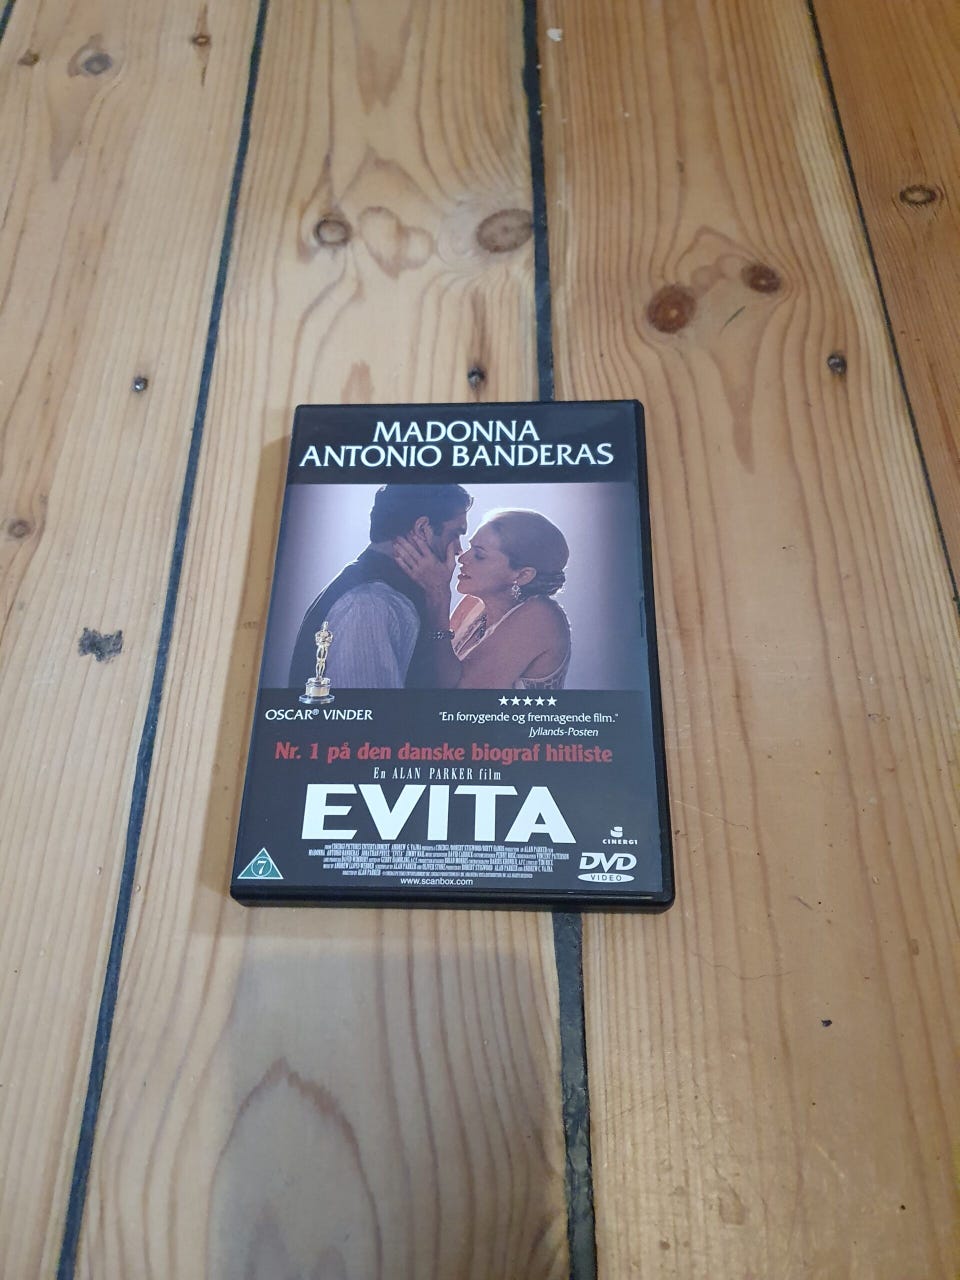 MADONNA
ANTONIO BANDERAS
OSCAR® VINDER
"En forrygende og fremragende film."
Jyllands-Posten
Nr. 1 på den danske biograf hitliste
En ALAN PARKER film
EVITA
CINERGI
7
DVD
VIDEO
www.scanbox.com